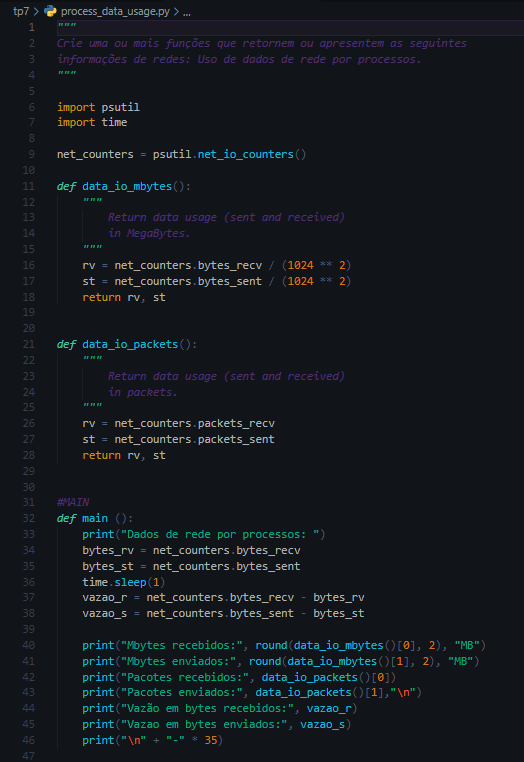 tp7 > process_data_usage.py > ...
1 """
2 Crie uma ou mais funções que retornem ou apresentem as seguintes
3 informações de redes: Uso de dados de rede por processos.
4 """
5
6 import psutil
7 import time
8
9 net_counters = psutil.net_io_counters()
10
11 def data_io_mbytes():
12 """
13 Return data usage (sent and received)
14 in MegaBytes.
15 """
16 rv = net_counters.bytes_recv / (1024 ** 2)
17 st = net_counters.bytes_sent / (1024 ** 2)
18 return rv, st
19
20
21 def data_io_packets():
22 """
23 Return data usage (sent and received)
24 in packets.
25 """
26 rv = net_counters.packets_recv
27 st = net_counters.packets_sent
28 return rv, st
29
30
31 #MAIN
32 def main ():
33 print("Dados de rede por processos: ")
34 bytes_rv = net_counters.bytes_recv
35 bytes_st = net_counters.bytes_sent
36 time.sleep(1)
37 vazao_r = net_counters.bytes_recv - bytes_rv
38 vazao_s = net_counters.bytes_sent - bytes_st
39
40 print("Mbytes recebidos:", round(data_io_mbytes()[0], 2), "MB")
41 print("Mbytes enviados:", round(data_io_mbytes()[1], 2), "MB")
42 print("Pacotes recebidos:", data_io_packets()[0])
43 print("Pacotes enviados:", data_io_packets()[1],"\n")
44 print("Vazão em bytes recebidos:", vazao_r)
45 print("Vazao em bytes enviados:", vazao_s)
46 print("\n" + "-" * 35)
47